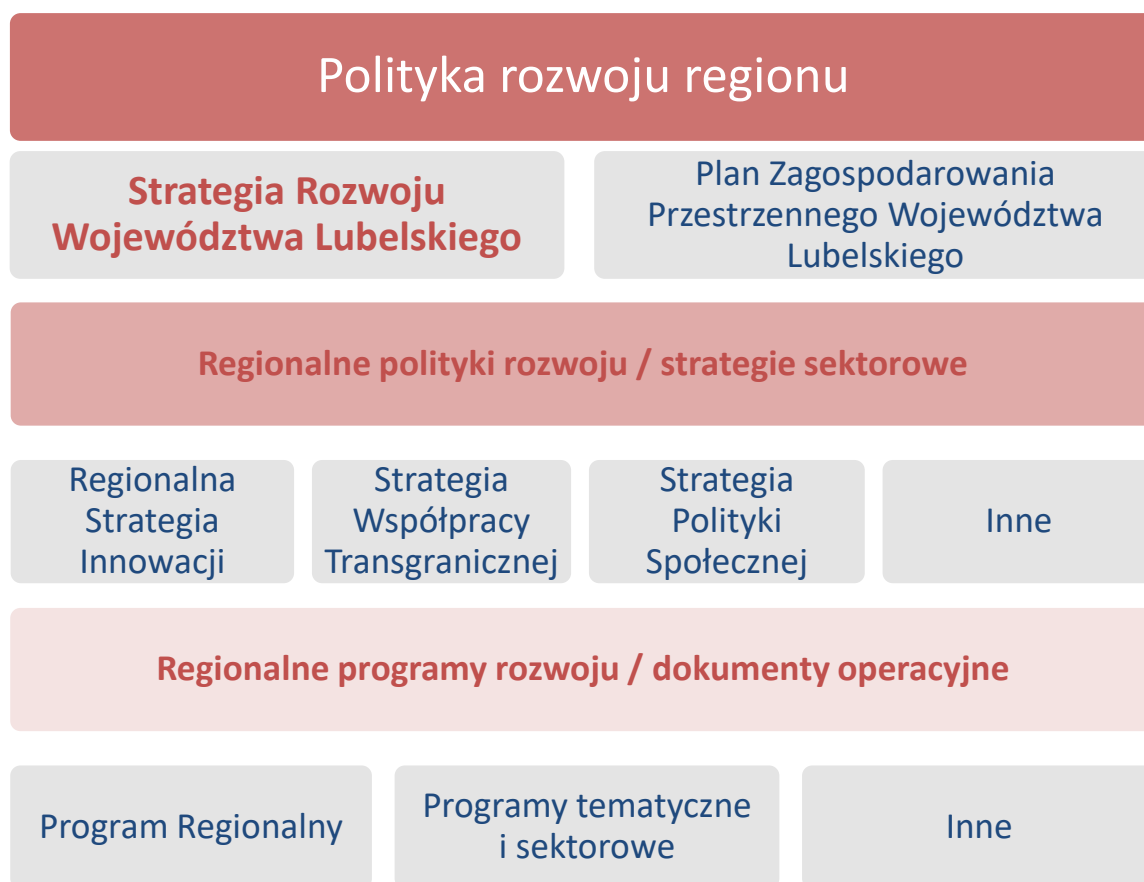 Polityka rozwoju regionu
Strategia Rozwoju
Województwa Lubelskiego
Plan Zagospodarowania
Przestrzennego Województwa
Lubelskiego
Regionalne polityki rozwoju / strategie sektorowe
Regionalna
Strategia
Innowacji
Strategia
Współpracy
Transgranicznej
Strategia
Polityki
Społecznej
Inne
Regionalne programy rozwoju / dokumenty operacyjne
Program Regionalny
Programy tematyczne
i sektorowe
Inne